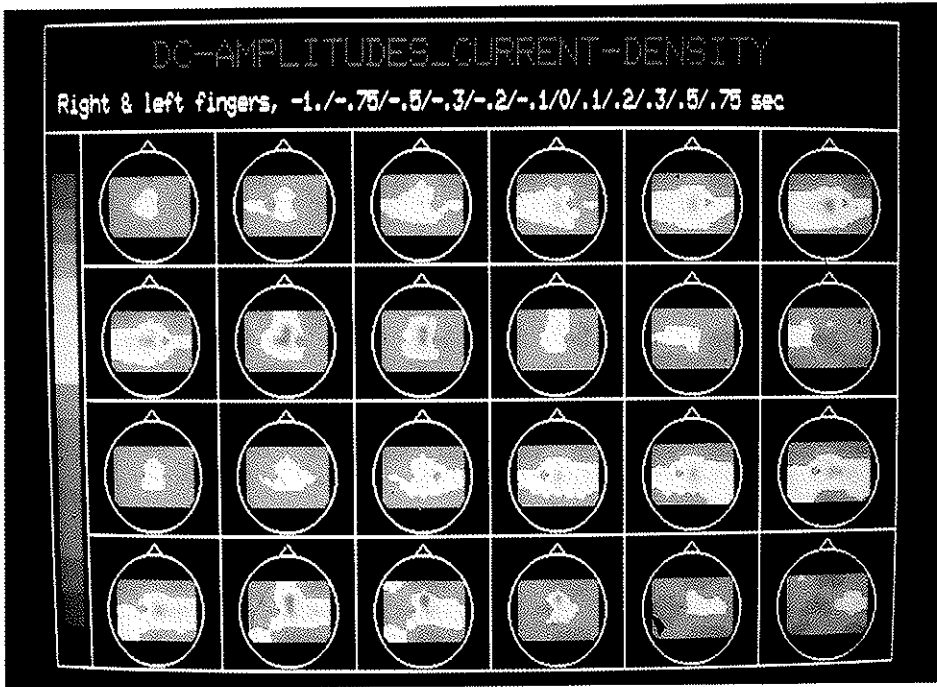 DC-AMPLITUDES_CURRENT-DENSITY
Right & left fingers, -1./-.75/-.5/-.3/-.2/-.1/0/.1/.2/.3/.5/.75 sec